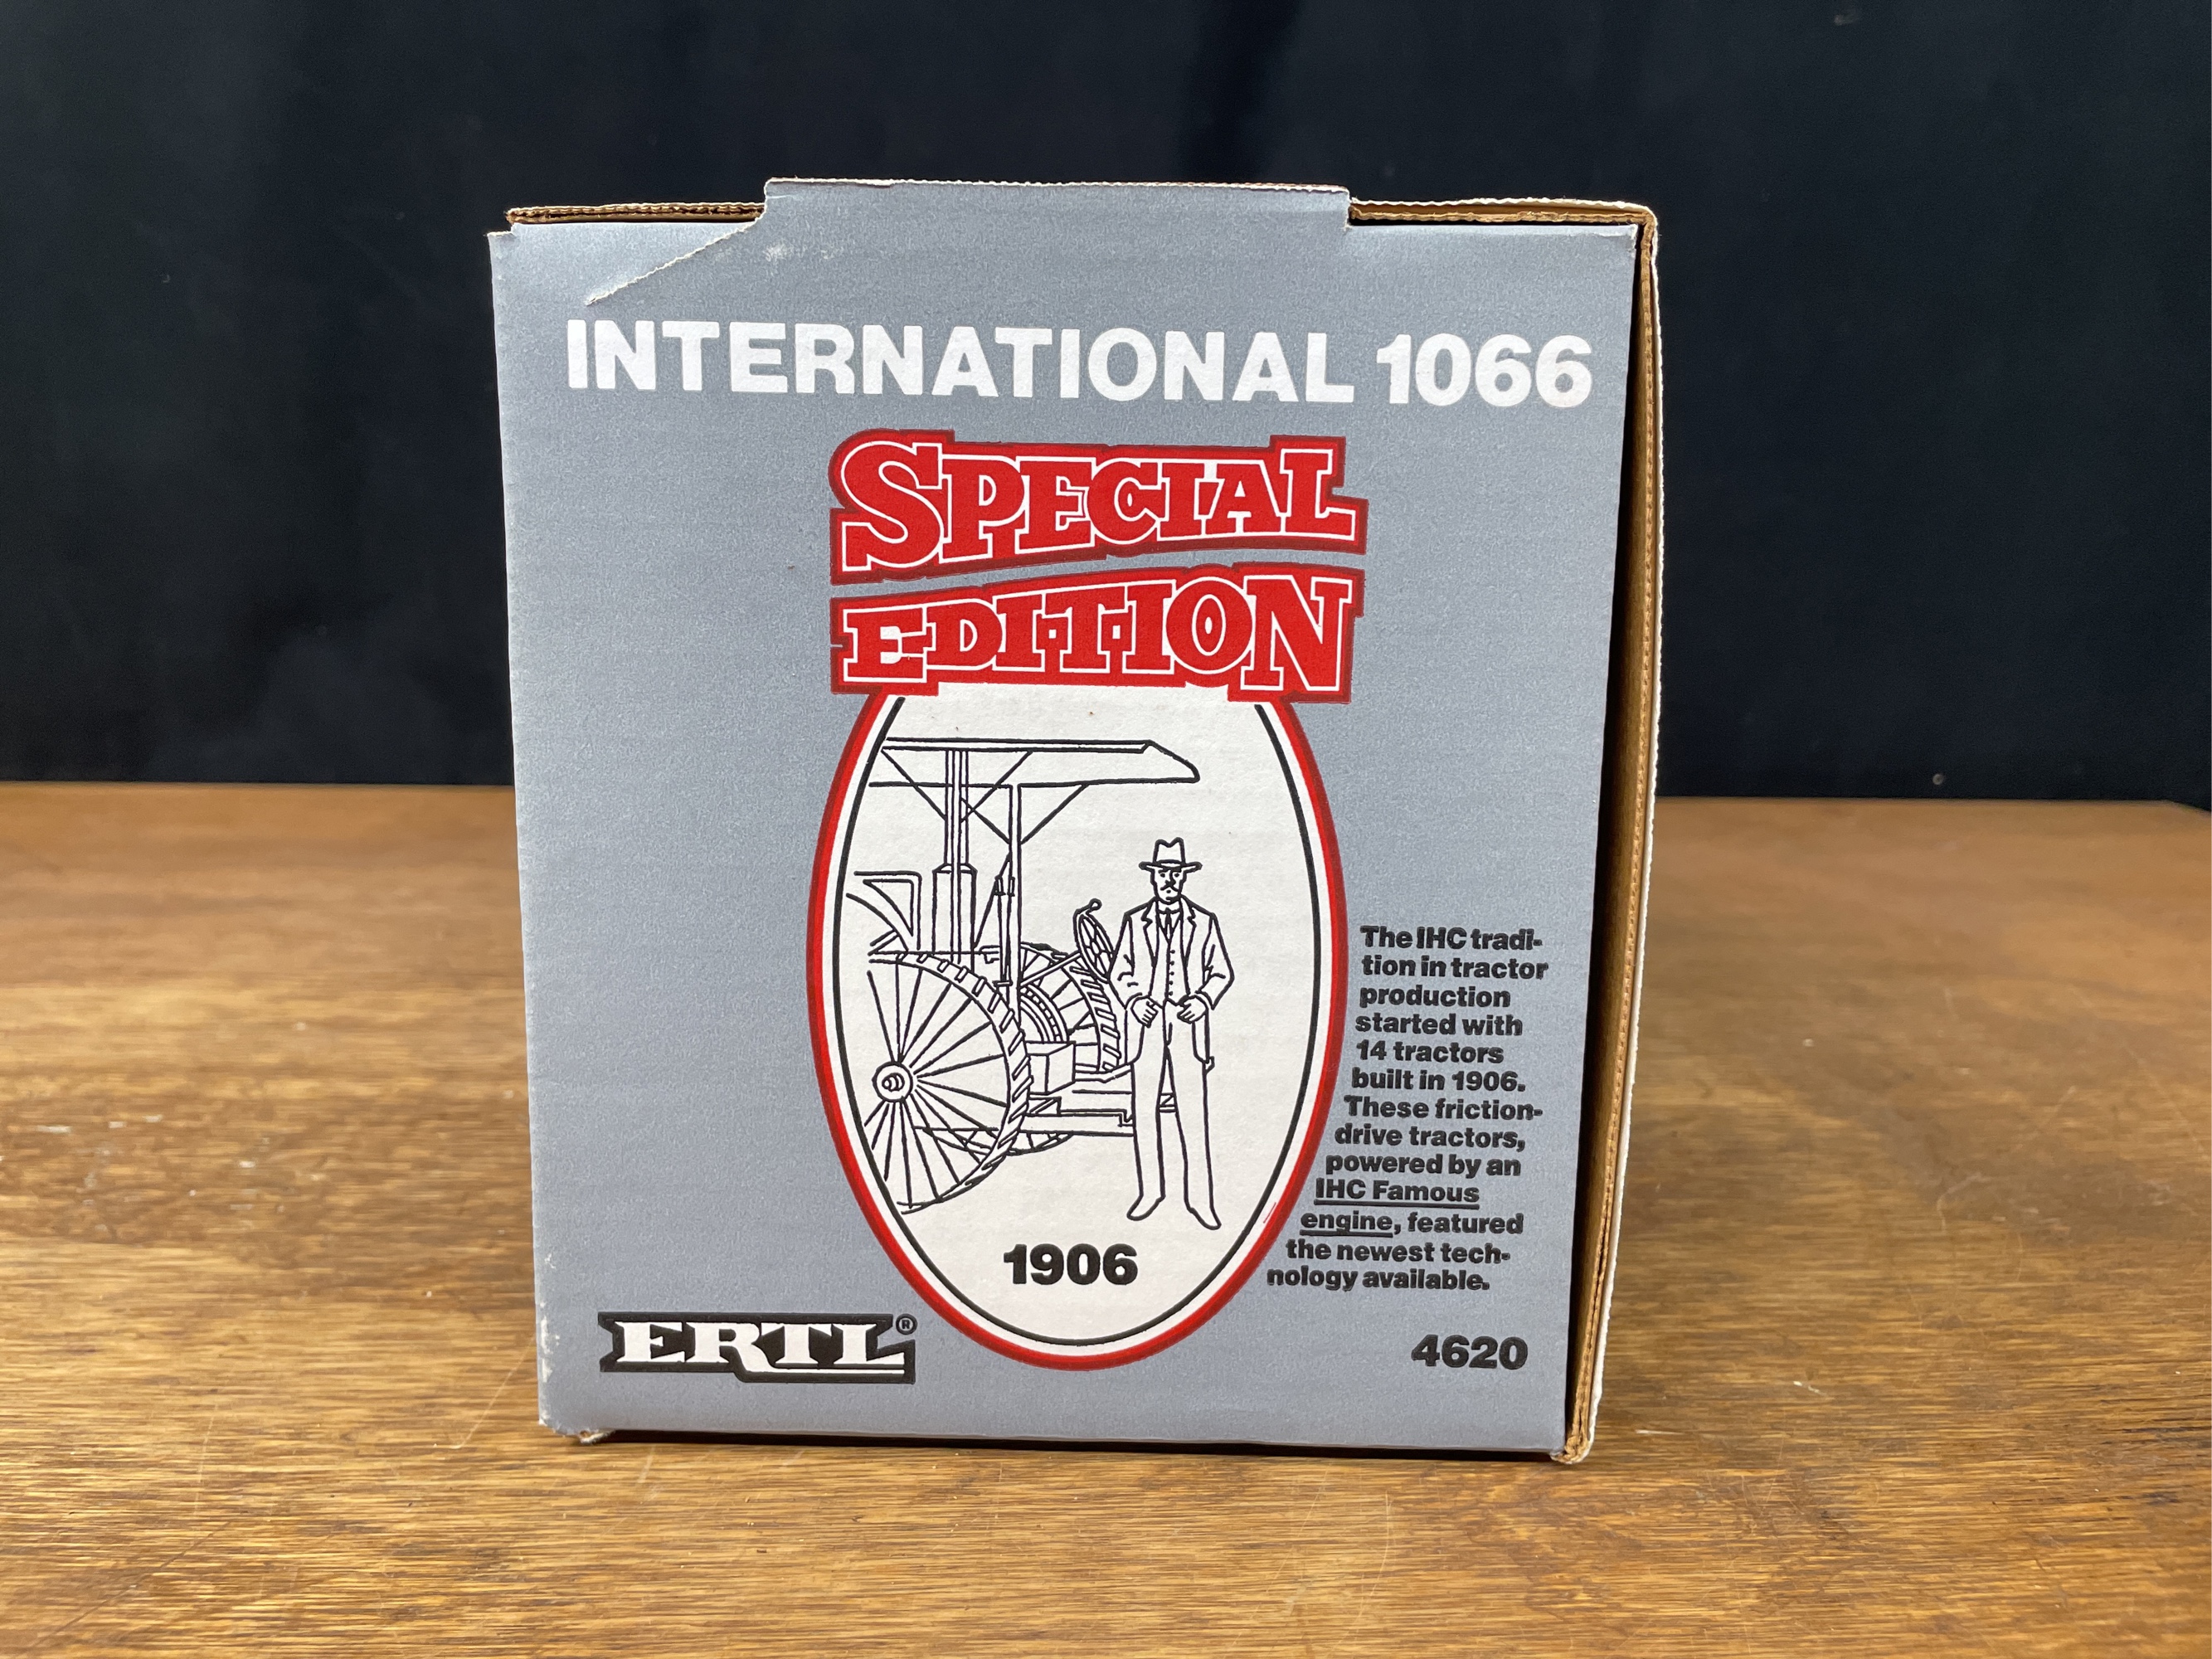 INTERNATIONAL 1066
SPECIAL
EDITION
The IHC tradi-
tion in tractor
production
started with
14 tractors
built in 1906.
These friction-
drive tractors,
powered by an
IHC Famous
engine, featured
the newest tech-
nology available.
1906
ERTL®
4620